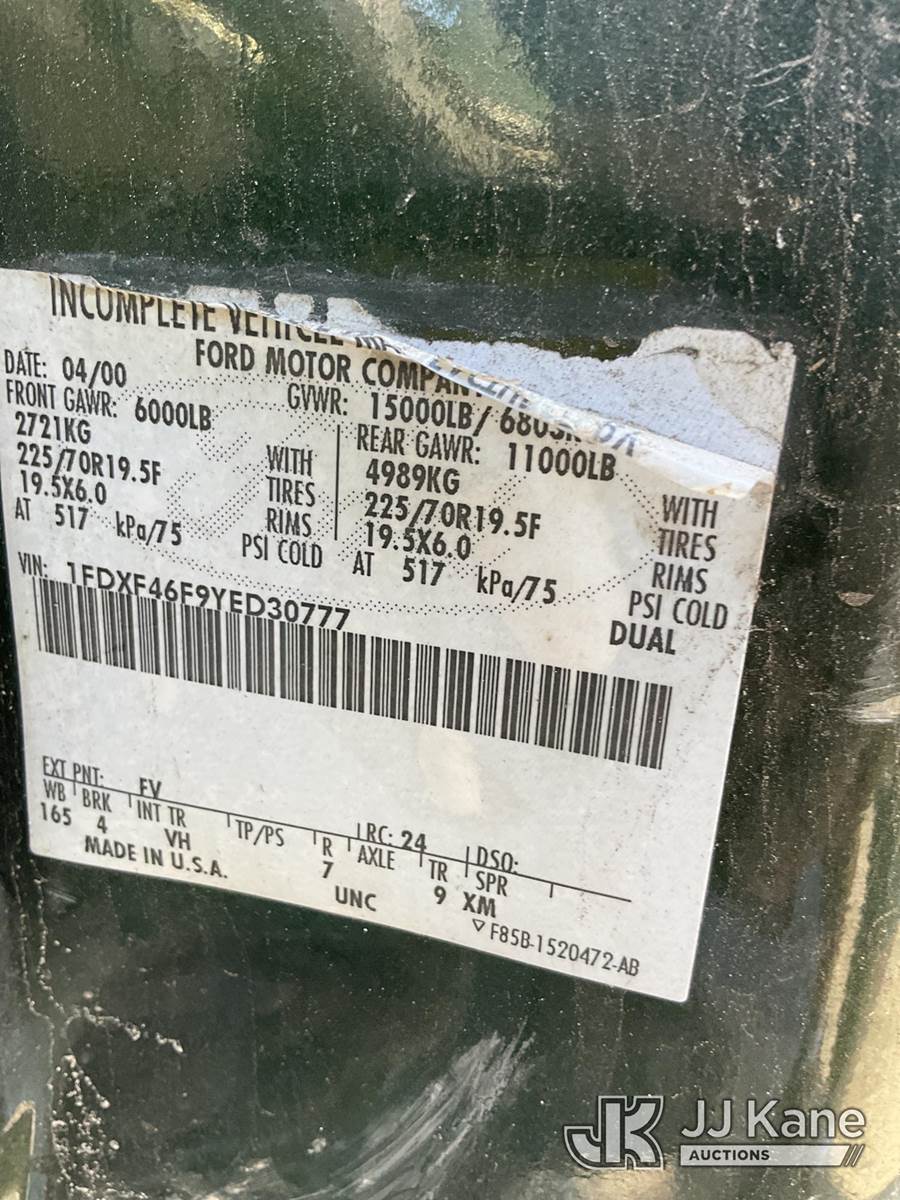 INCOMPLETE VEHICLE
FORD MOTOR COMPANY
DATE: 04/00 GVWR: 15000LB/
FRONT GAWR: 6000LB REAR GAWR: 11000LB
2721KG WITH 4989KG WITH
225/70R19.5F TIRES 225/70R19.5F TIRES
19.5X6.0 RIMS 19.5X6.0 RIMS
AT 517 kPa/75 PSI COLD AT 517 kPa/75 PSI COLD
DUAL
VIN: 1FDXF46F9YED30777
EXT PNT: FV RC: 24 DSO:
WB BRK INT TR TP/PS R AXLE TR SPR
165 4 VH 7 9 XM
MADE IN U.S.A. UNC
▽F85B-1520472-AB
JK JJ Kane
AUCTIONS